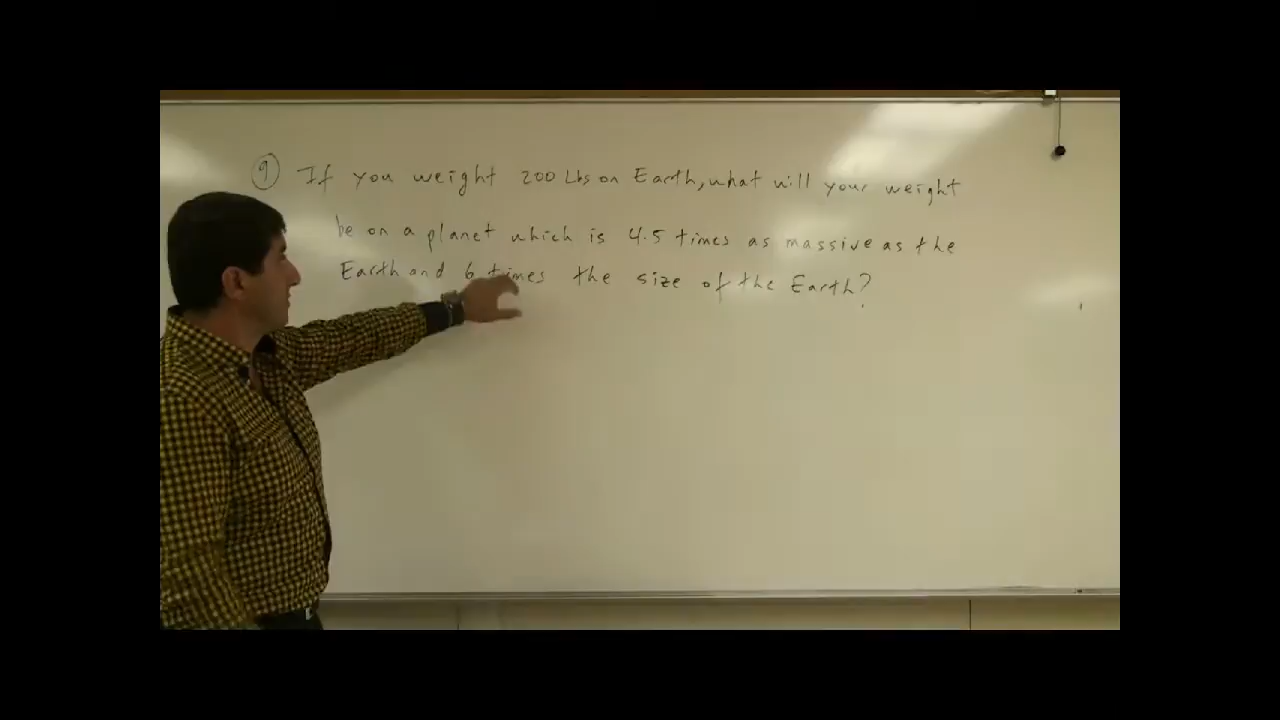 9 If you weight 200 Lbs on Earth, what will your weight
be on a planet which is 4.5 times as massive as the
Earth and 6 times the size of the Earth?